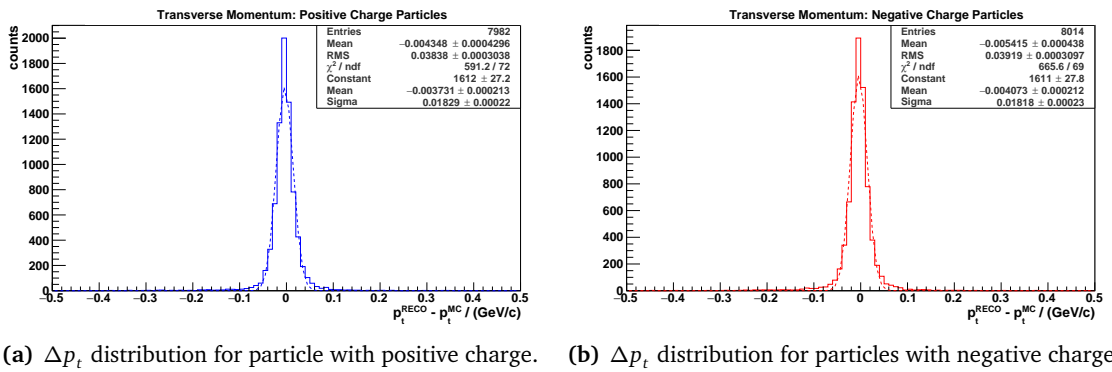 Transverse Momentum: Positive Charge Particles
counts
2000
1800
1600
1400
1200
1000
800
600
400
200
0
Entries 7982
Mean −0.004348 ± 0.0004296
RMS 0.03838 ± 0.0003038
χ² / ndf 591.2 / 72
Constant 1612 ± 27.2
Mean −0.003731 ± 0.000213
Sigma 0.01829 ± 0.00022
−0.5 −0.4 −0.3 −0.2 −0.1 0 0.1 0.2 0.3 0.4 0.5
p_t^RECO - p_t^MC / (GeV/c)
(a) Δp_t distribution for particle with positive charge.
Transverse Momentum: Negative Charge Particles
counts
1800
1600
1400
1200
1000
800
600
400
200
0
Entries 8014
Mean −0.005415 ± 0.000438
RMS 0.03919 ± 0.0003097
χ² / ndf 665.6 / 69
Constant 1611 ± 27.8
Mean −0.004073 ± 0.000212
Sigma 0.01818 ± 0.00023
−0.5 −0.4 −0.3 −0.2 −0.1 0 0.1 0.2 0.3 0.4 0.5
p_t^RECO - p_t^MC / (GeV/c)
(b) Δp_t distribution for particles with negative charge